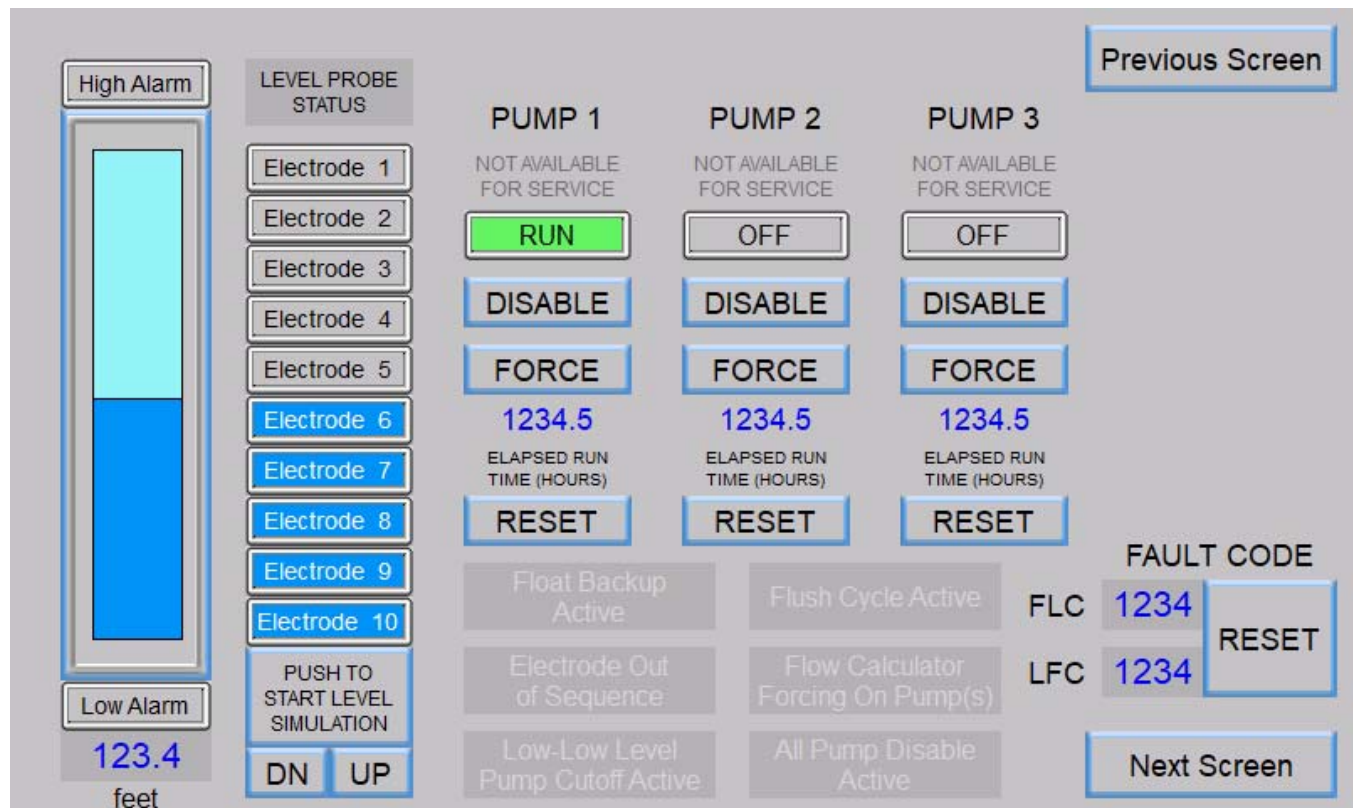 Previous Screen
High Alarm
LEVEL PROBE
STATUS
PUMP 1
PUMP 2
PUMP 3
Electrode 1
NOT AVAILABLE
FOR SERVICE
NOT AVAILABLE
FOR SERVICE
NOT AVAILABLE
FOR SERVICE
Electrode 2
RUN
OFF
OFF
Electrode 3
DISABLE
DISABLE
DISABLE
Electrode 4
Electrode 5
FORCE
FORCE
FORCE
Electrode 6
1234.5
1234.5
1234.5
Electrode 7
ELAPSED RUN
TIME (HOURS)
ELAPSED RUN
TIME (HOURS)
ELAPSED RUN
TIME (HOURS)
Electrode 8
RESET
RESET
RESET
Electrode 9
Electrode 10
Float Backup
Active
Flush Cycle Active
FAULT CODE
FLC 1234
LFC 1234
RESET
Low Alarm
123.4
feet
PUSH TO
START LEVEL
SIMULATION
DN UP
Electrode Out
of Sequence
Flow Calculator
Forcing On Pump(s)
Low-Low Level
Pump Cutoff Active
All Pump Disable
Active
Next Screen